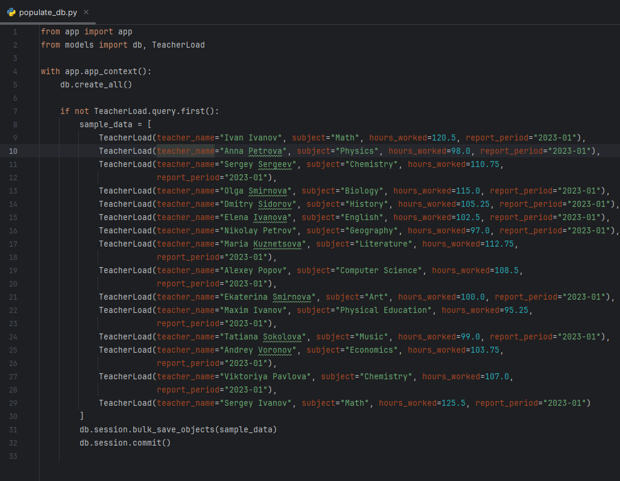 populate_db.py ×
1 from app import app
2 from models import db, TeacherLoad
3
4 with app.app_context():
5     db.create_all()
6
7     if not TeacherLoad.query.first():
8         sample_data = [
9             TeacherLoad(teacher_name="Ivan Ivanov", subject="Math", hours_worked=120.5, report_period="2023-01"),
10             TeacherLoad(teacher_name="Anna Petrova", subject="Physics", hours_worked=98.0, report_period="2023-01"),
11             TeacherLoad(teacher_name="Sergey Sergeev", subject="Chemistry", hours_worked=110.75,
12                         report_period="2023-01"),
13             TeacherLoad(teacher_name="Olga Smirnova", subject="Biology", hours_worked=115.0, report_period="2023-01"),
14             TeacherLoad(teacher_name="Dmitry Sidorov", subject="History", hours_worked=105.25, report_period="2023-01"),
15             TeacherLoad(teacher_name="Elena Ivanova", subject="English", hours_worked=102.5, report_period="2023-01"),
16             TeacherLoad(teacher_name="Nikolay Petrov", subject="Geography", hours_worked=97.0, report_period="2023-01"),
17             TeacherLoad(teacher_name="Maria Kuznetsova", subject="Literature", hours_worked=112.75,
18                         report_period="2023-01"),
19             TeacherLoad(teacher_name="Alexey Popov", subject="Computer Science", hours_worked=108.5,
20                         report_period="2023-01"),
21             TeacherLoad(teacher_name="Ekaterina Smirnova", subject="Art", hours_worked=100.0, report_period="2023-01"),
22             TeacherLoad(teacher_name="Maxim Ivanov", subject="Physical Education", hours_worked=95.25,
23                         report_period="2023-01"),
24             TeacherLoad(teacher_name="Tatiana Sokolova", subject="Music", hours_worked=99.0, report_period="2023-01"),
25             TeacherLoad(teacher_name="Andrey Voronov", subject="Economics", hours_worked=103.75,
26                         report_period="2023-01"),
27             TeacherLoad(teacher_name="Viktoriya Pavlova", subject="Chemistry", hours_worked=107.0,
28                         report_period="2023-01"),
29             TeacherLoad(teacher_name="Sergey Ivanov", subject="Math", hours_worked=125.5, report_period="2023-01")
30         ]
31         db.session.bulk_save_objects(sample_data)
32         db.session.commit()
33